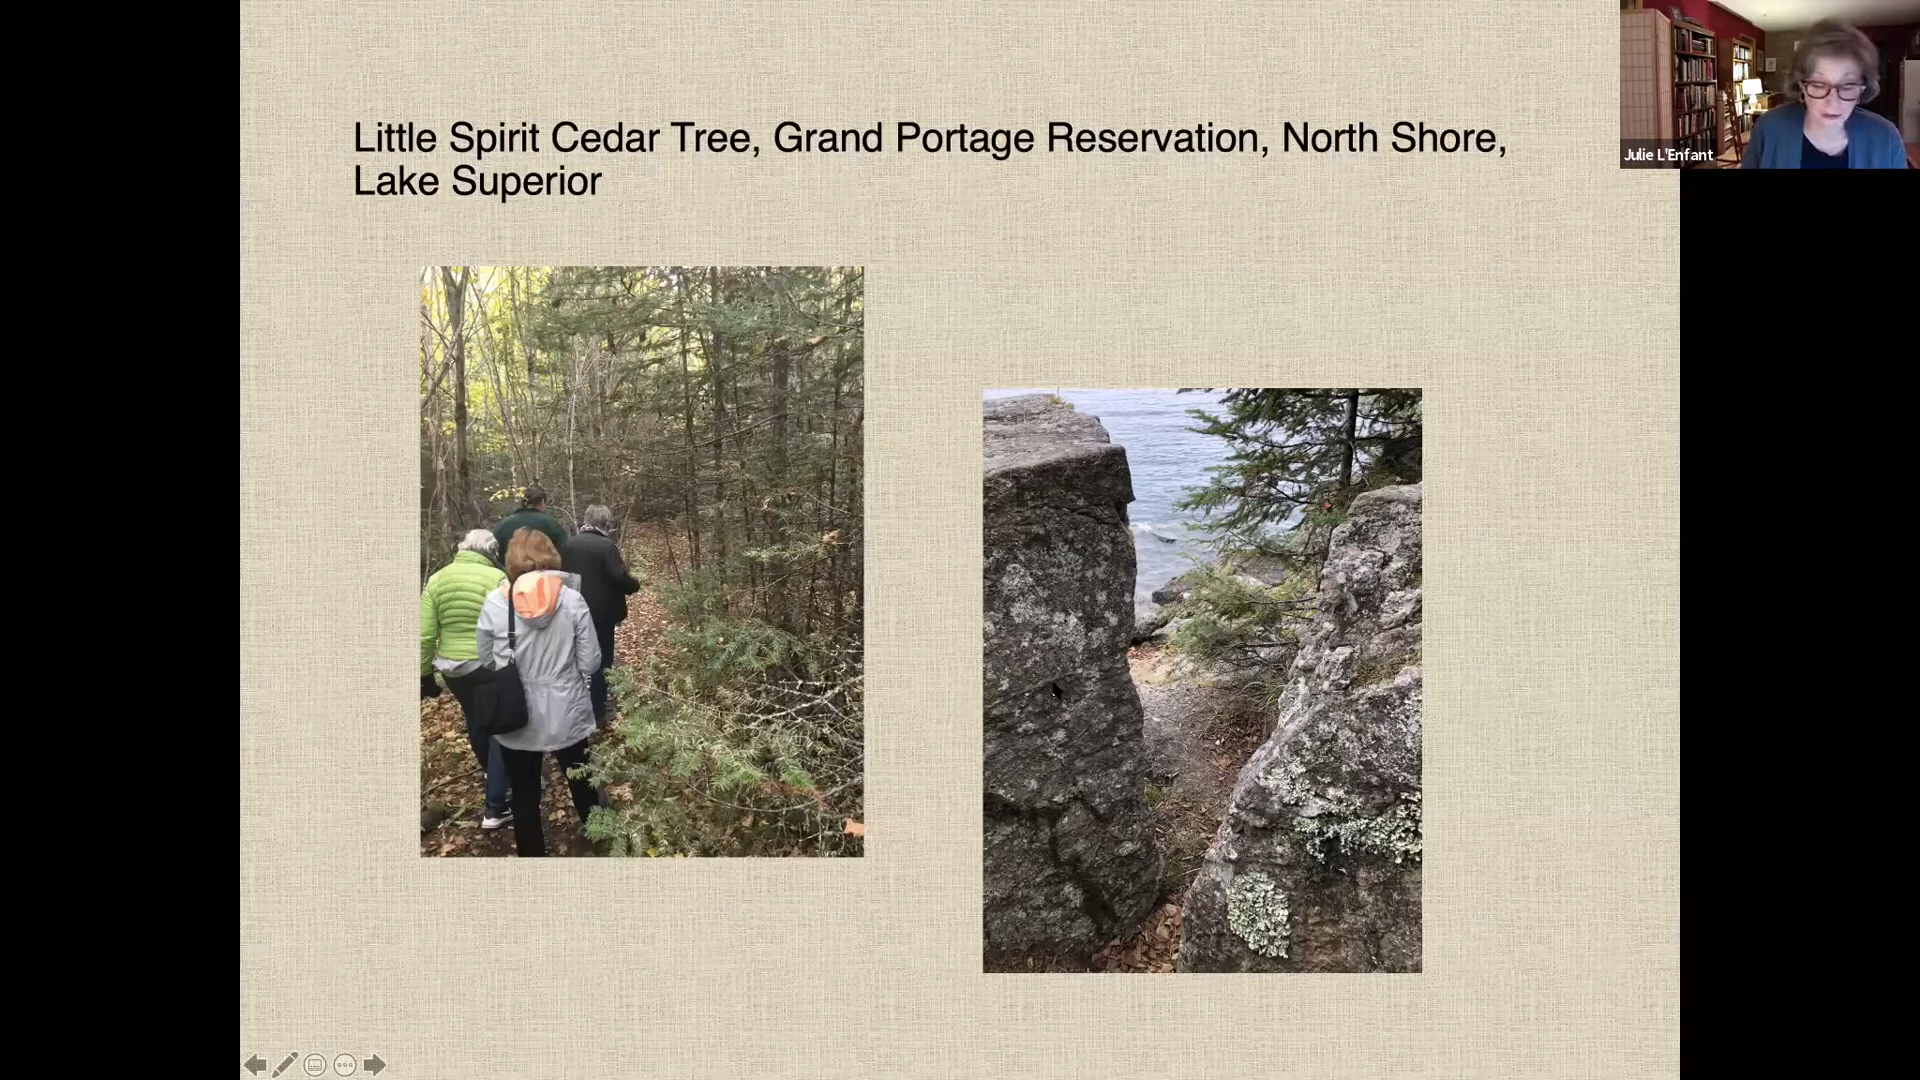 Little Spirit Cedar Tree, Grand Portage Reservation, North Shore,
Lake Superior
Julie L'Enfant